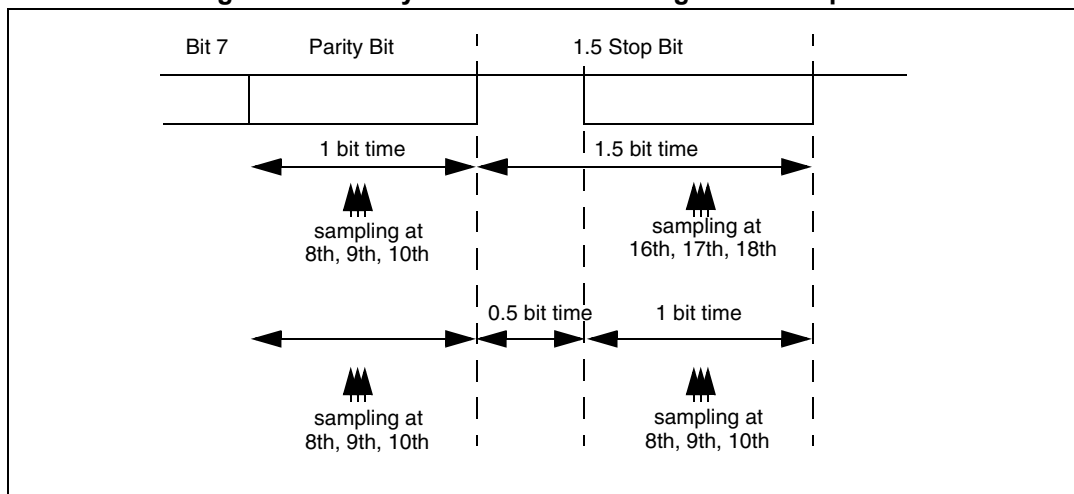 Bit 7 Parity Bit 1.5 Stop Bit
1 bit time 1.5 bit time
sampling at
8th, 9th, 10th
sampling at
16th, 17th, 18th
0.5 bit time 1 bit time
sampling at
8th, 9th, 10th
sampling at
8th, 9th, 10th